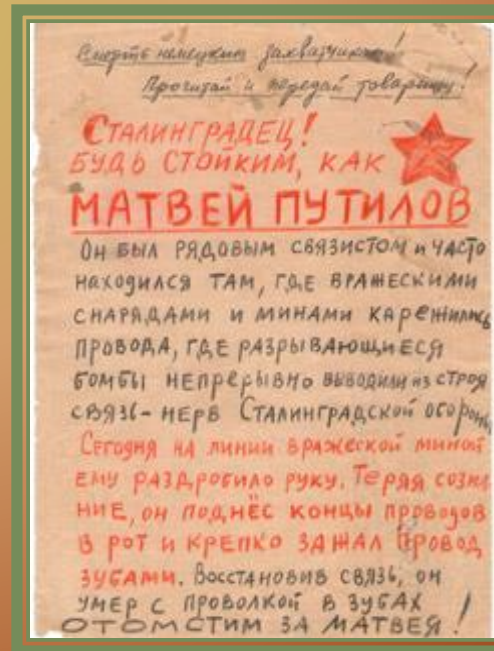 Смерть немецким захватчикам!
Прочитай и передай товарищу!
СТАЛИНГРАДЕЦ!
БУДЬ СТОЙКИМ, КАК
МАТВЕЙ ПУТИЛОВ
ОН БЫЛ РЯДОВЫМ СВЯЗИСТОМ И ЧАСТО
НАХОДИЛСЯ ТАМ, ГДЕ ВРАЖЕСКИМИ
СНАРЯДАМИ И МИНАМИ КАРЕЖИЛИСЬ
ПРОВОДА, ГДЕ РАЗРЫВАЮЩИЕСЯ
БОМБЫ НЕПРЕРЫВНО ВЫВОДИЛИ ИЗ СТРОЯ
СВЯЗЬ - НЕРВ СТАЛИНГРАДСКОЙ ОБОРОНЫ
СЕГОДНЯ НА ЛИНИИ ВРАЖЕСКОЙ МИНОЙ
ЕМУ РАЗДРОБИЛО РУКУ. ТЕРЯЯ СОЗНА
НИЕ, ОН ПОДНЁС КОНЦЫ ПРОВОДОВ
В РОТ И КРЕПКО ЗАЖАЛ ПРОВОД
ЗУБАМИ. ВОССТАНОВИВ СВЯЗЬ, ОН
УМЕР С ПРОВОЛКОЙ В ЗУБАХ
ОТОМСТИМ ЗА МАТВЕЯ!